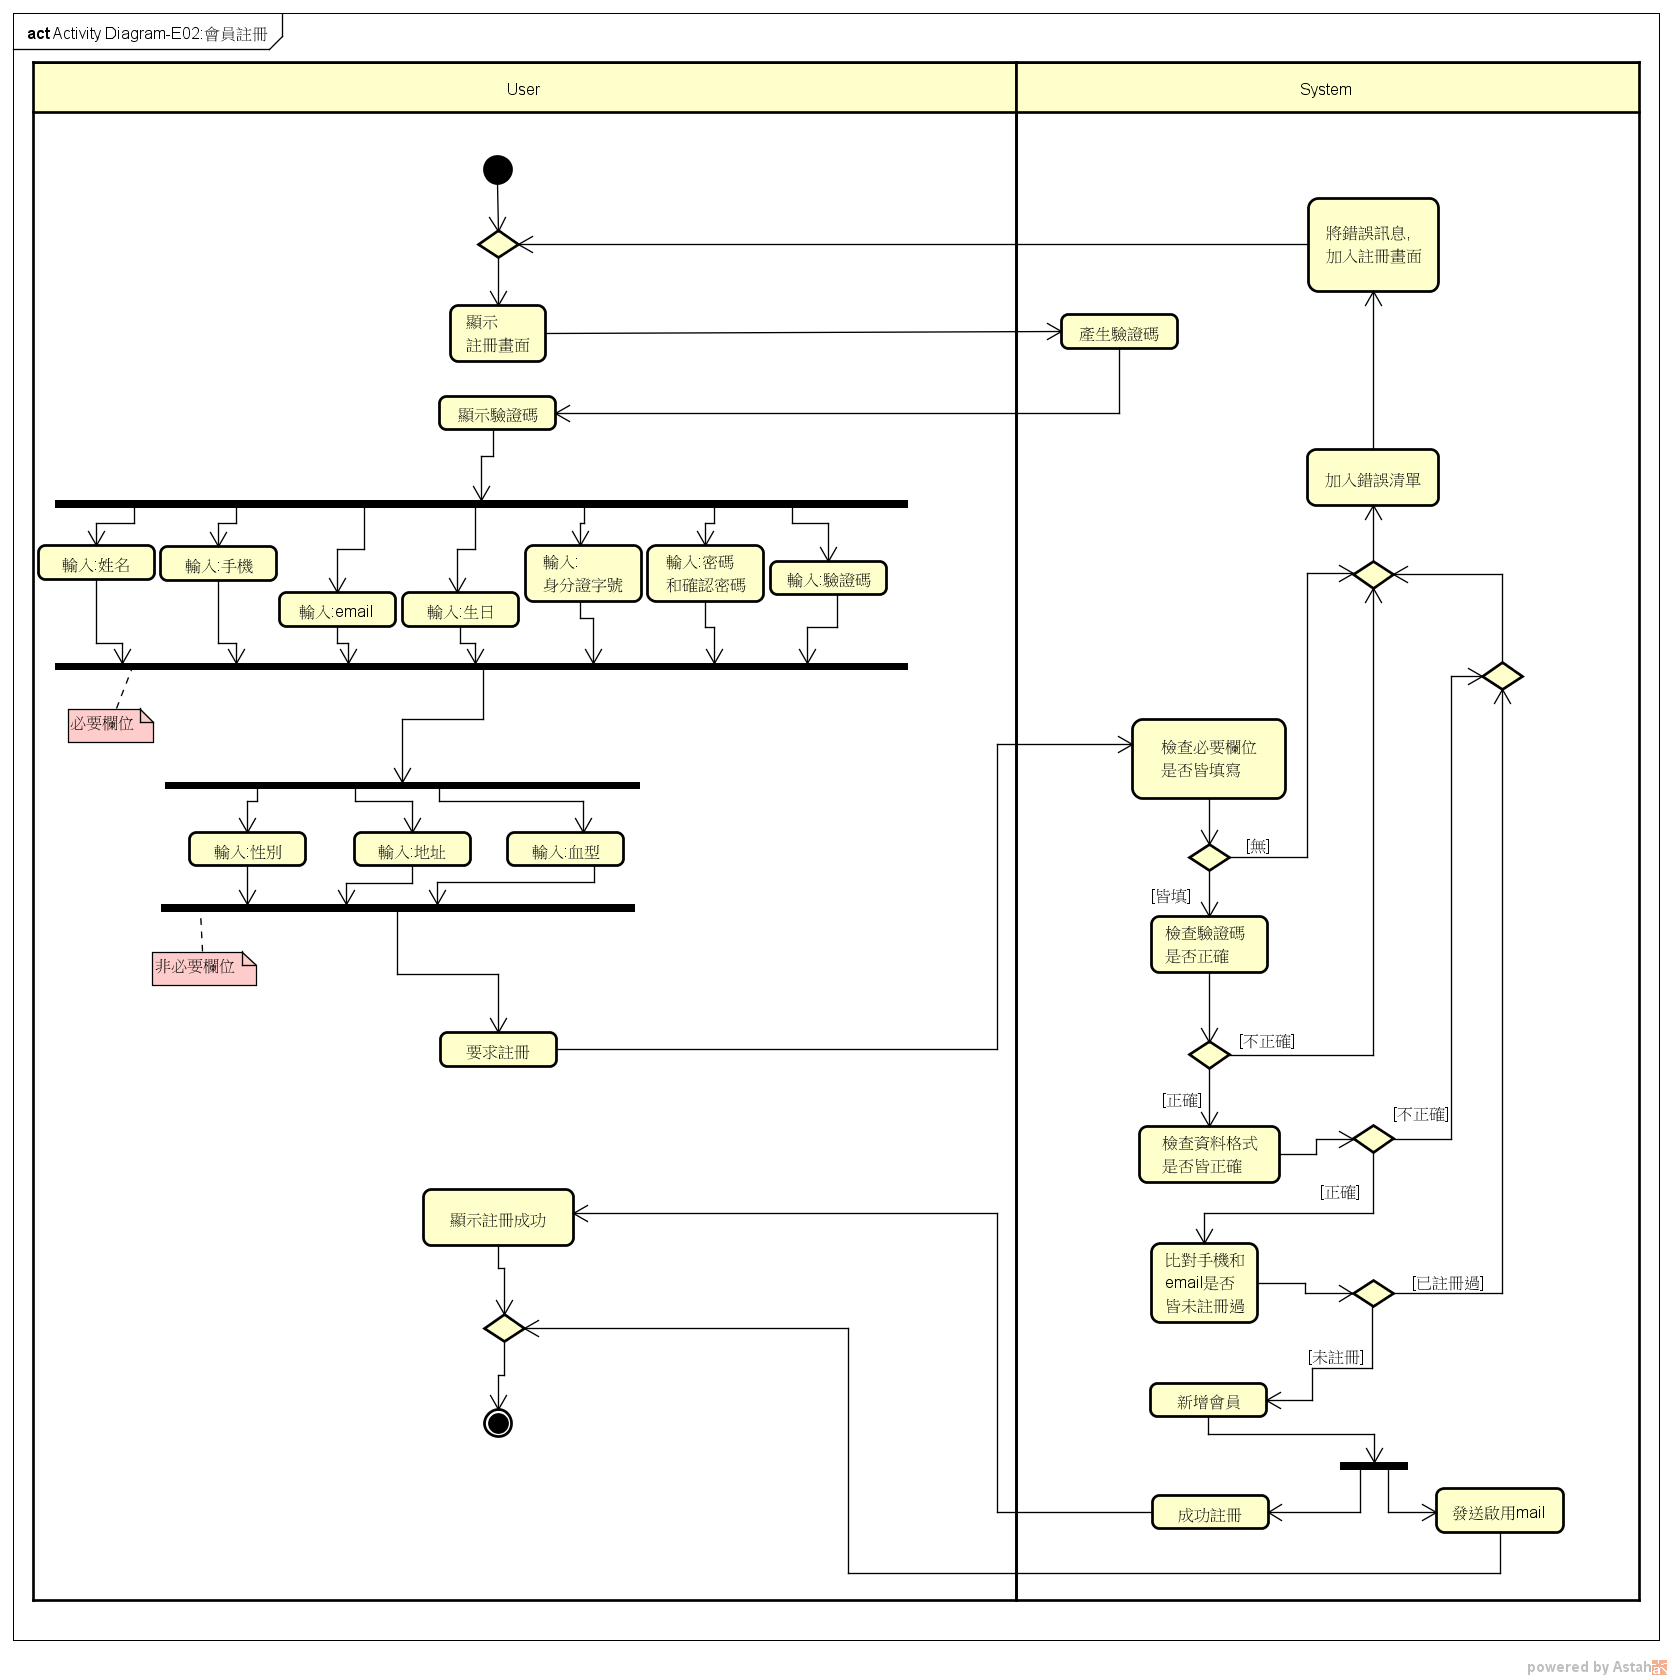 act Activity Diagram-E02:會員註冊
User
System
將錯誤訊息,
加入註冊畫面
顯示
註冊畫面
產生驗證碼
顯示驗證碼
加入錯誤清單
輸入:姓名
輸入:手機
輸入:email
輸入:生日
輸入:
身分證字號
輸入:密碼
和確認密碼
輸入:驗證碼
必要欄位
檢查必要欄位
是否皆填寫
輸入:性別
輸入:地址
輸入:血型
[無]
[皆填]
檢查驗證碼
是否正確
非必要欄位
要求註冊
[不正確]
[正確]
[不正確]
檢查資料格式
是否皆正確
[正確]
顯示註冊成功
比對手機和
email是否
皆未註冊過
[已註冊過]
[未註冊]
新增會員
成功註冊
發送啟用mail
powered by Astah